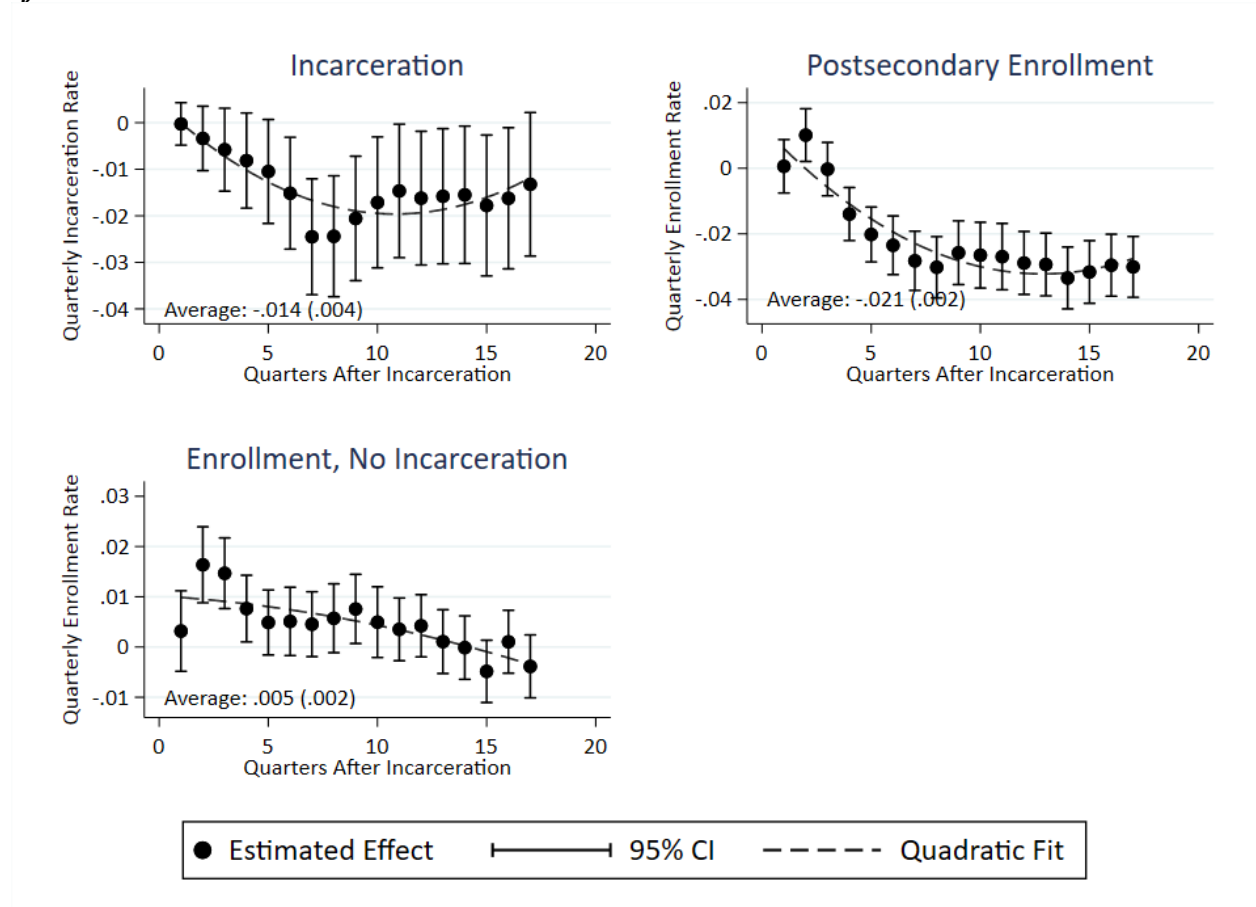 Incarceration
Quarterly Incarceration Rate
0
-.01
-.02
-.03
-.04
Average: -.014 (.004)
0 5 10 15 20
Quarters After Incarceration
Postsecondary Enrollment
Quarterly Enrollment Rate
.02
0
-.02
-.04
Average: -.021 (.002)
0 5 10 15 20
Quarters After Incarceration
Enrollment, No Incarceration
Quarterly Enrollment Rate
.03
.02
.01
0
-.01
Average: .005 (.002)
0 5 10 15 20
Quarters After Incarceration
Estimated Effect 95% CI Quadratic Fit